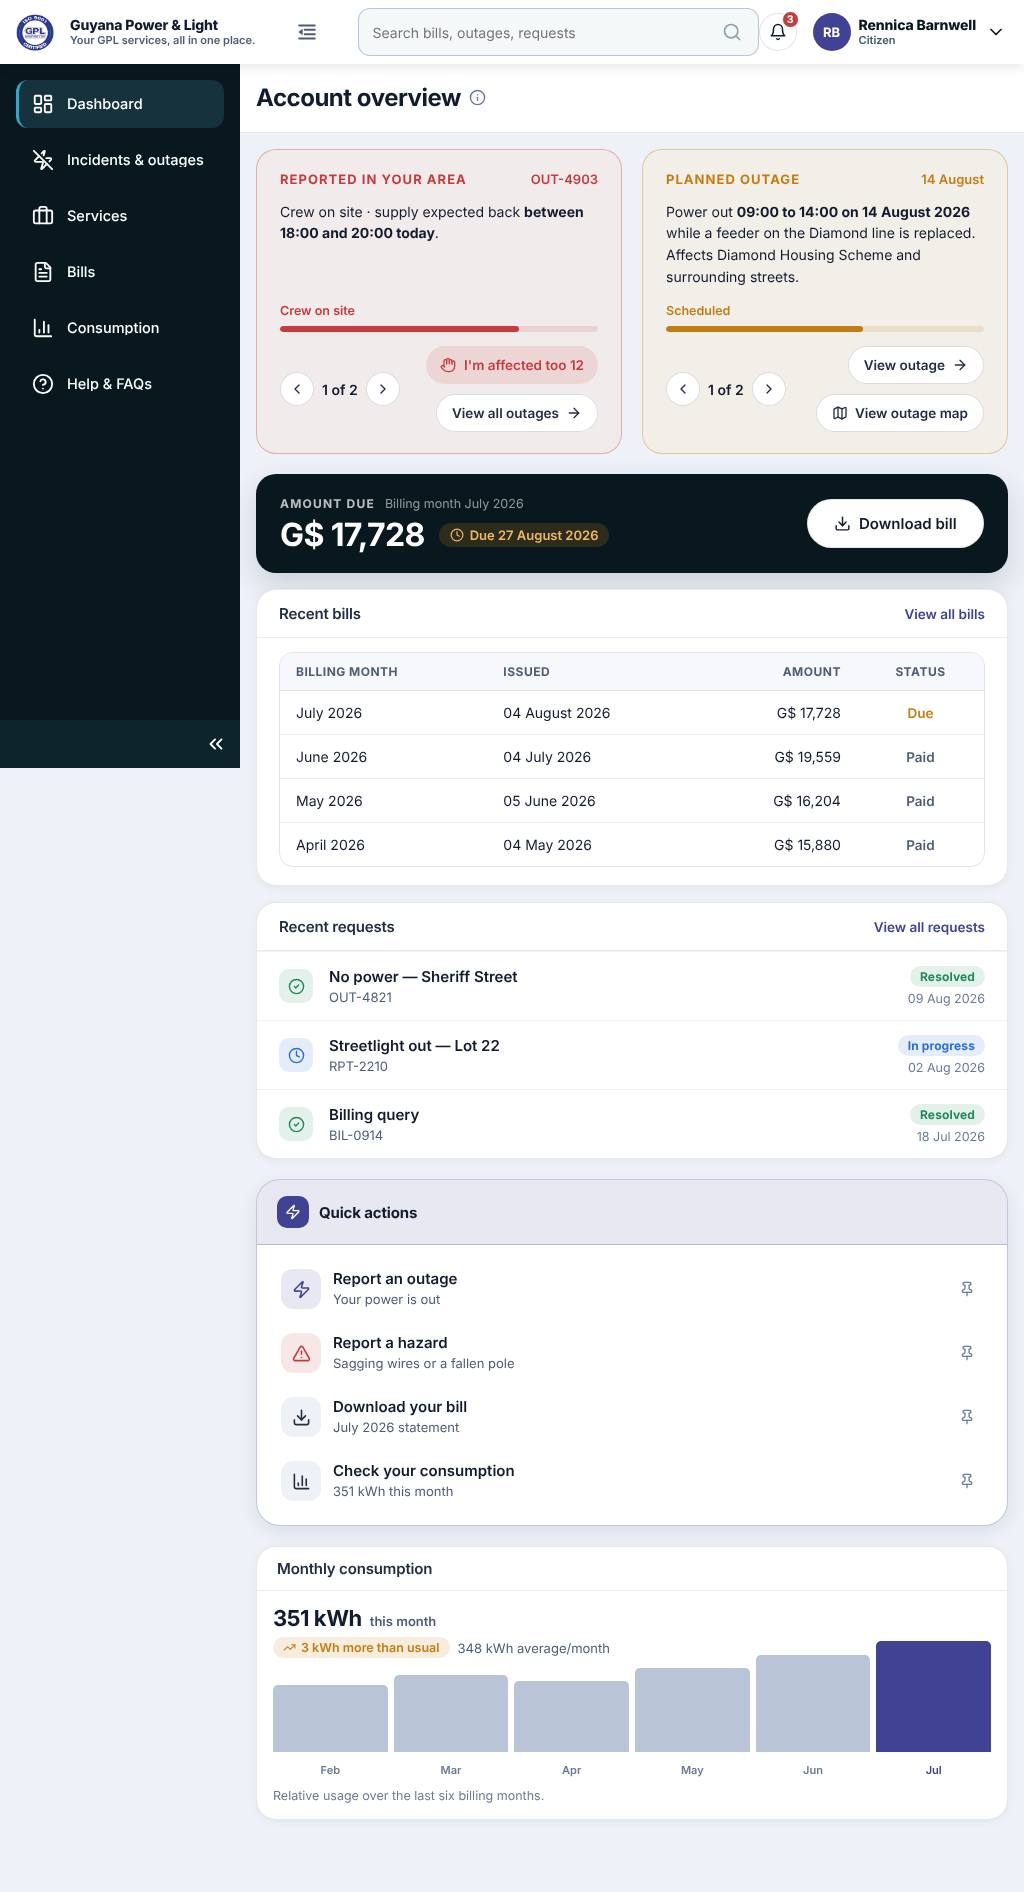 GPL
Guyana Power & Light
Your GPL services, all in one place.
Search bills, outages, requests
3
RB
Rennica Barnwell
Citizen
Dashboard
Incidents & outages
Services
Bills
Consumption
Help & FAQs
Account overview
REPORTED IN YOUR AREA
OUT-4903
Crew on site · supply expected back between
18:00 and 20:00 today.
Crew on site
1 of 2
I'm affected too 12
View all outages
PLANNED OUTAGE
14 August
Power out 09:00 to 14:00 on 14 August 2026
while a feeder on the Diamond line is replaced.
Affects Diamond Housing Scheme and
surrounding streets.
Scheduled
1 of 2
View outage
View outage map
AMOUNT DUE Billing month July 2026
G$ 17,728
Due 27 August 2026
Download bill
Recent bills
View all bills
BILLING MONTH ISSUED AMOUNT STATUS
July 2026 04 August 2026 G$ 17,728 Due
June 2026 04 July 2026 G$ 19,559 Paid
May 2026 05 June 2026 G$ 16,204 Paid
April 2026 04 May 2026 G$ 15,880 Paid
Recent requests
View all requests
No power — Sheriff Street
OUT-4821
Resolved
09 Aug 2026
Streetlight out — Lot 22
RPT-2210
In progress
02 Aug 2026
Billing query
BIL-0914
Resolved
18 Jul 2026
Quick actions
Report an outage
Your power is out
Report a hazard
Sagging wires or a fallen pole
Download your bill
July 2026 statement
Check your consumption
351 kWh this month
Monthly consumption
351 kWh this month
3 kWh more than usual 348 kWh average/month
Feb Mar Apr May Jun Jul
Relative usage over the last six billing months.